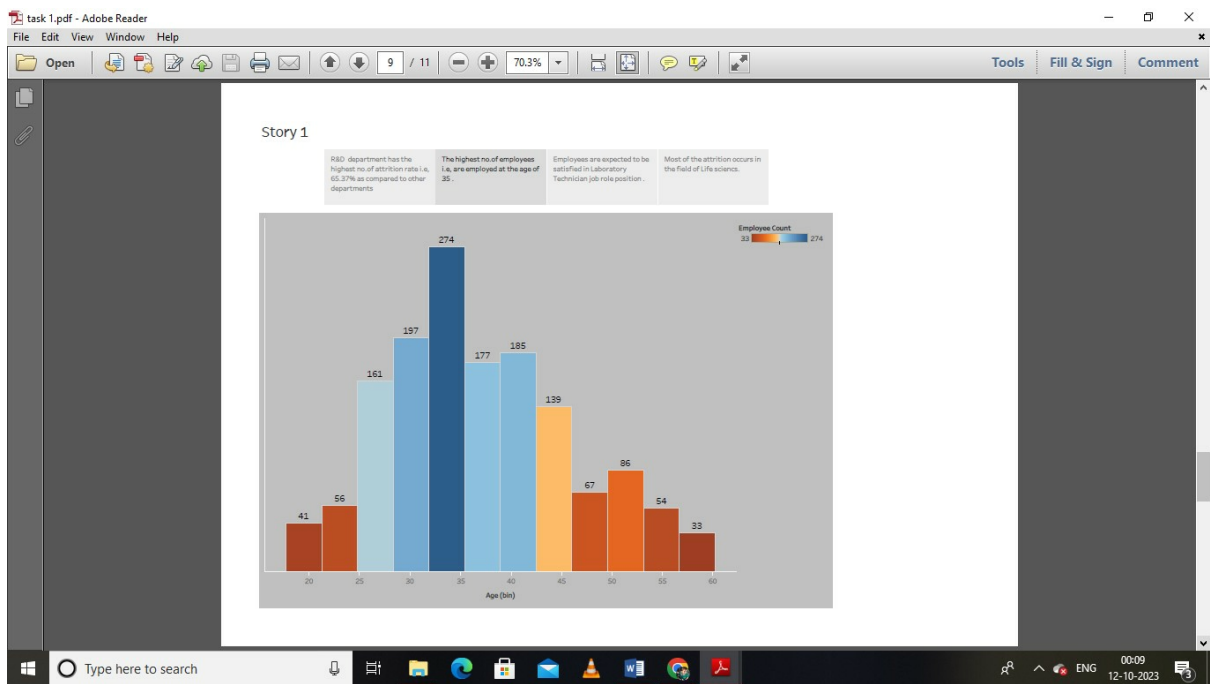 task 1.pdf - Adobe Reader
File Edit View Window Help
Open 9 / 11 70.3% Tools Fill & Sign Comment
Story 1
R&D department has the
highest no.of attrition rate i.e,
65.37% as compared to other
departments
The highest no.of employees
i.e, are employed at the age of
35 .
Employees are expected to be
satisfied in Laboratory
Technician job role position .
Most of the attrition occurs in
the field of Life sciencs.
Employee Count
33 274
274
197
185
177
161
139
86
67
56
54
41
33
20 25 30 35 40 45 50 55 60
Age (bin)
Type here to search
ENG
00:09
12-10-2023
3